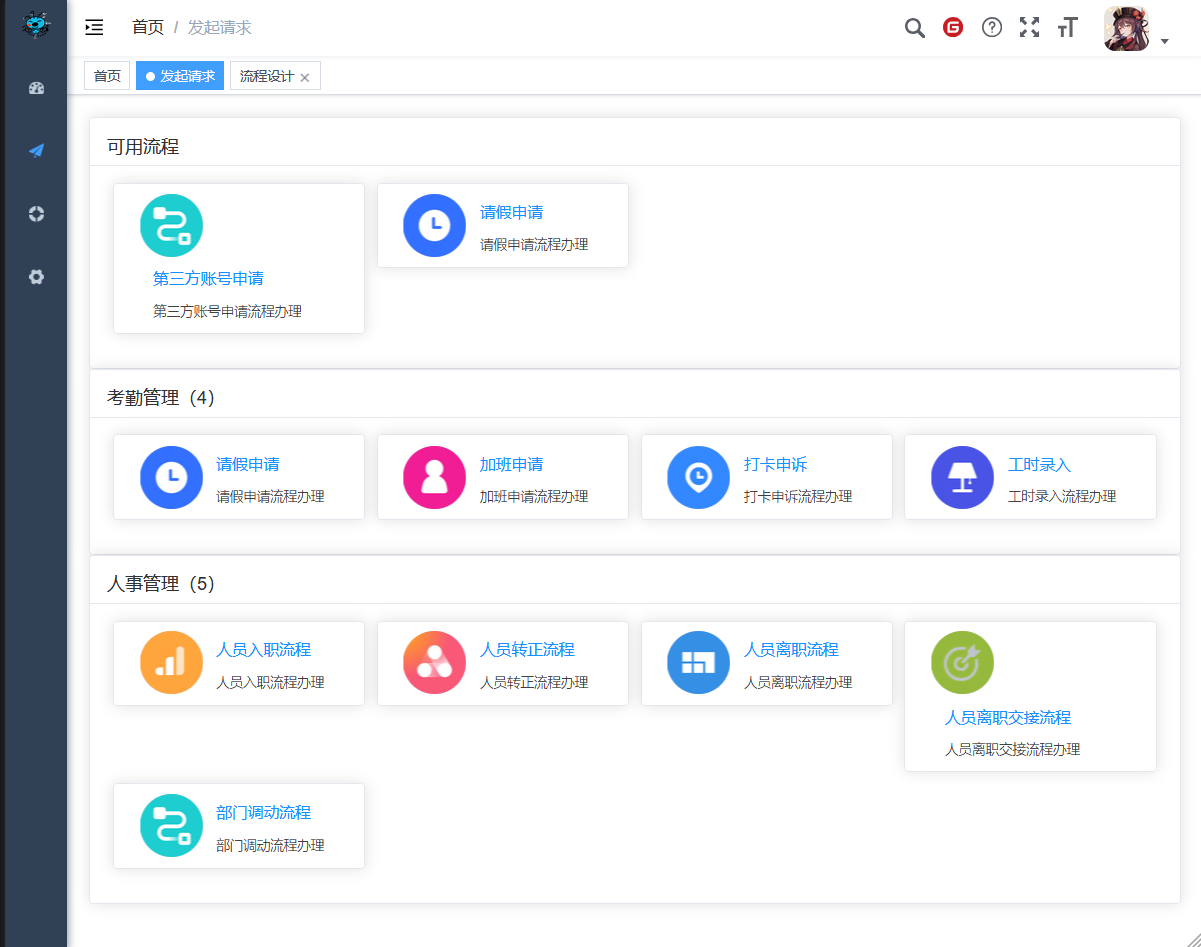 首页 / 发起请求
首页
发起请求
流程设计
可用流程
第三方账号申请
第三方账号申请流程办理
请假申请
请假申请流程办理
考勤管理（4）
请假申请
请假申请流程办理
加班申请
加班申请流程办理
打卡申诉
打卡申诉流程办理
工时录入
工时录入流程办理
人事管理（5）
人员入职流程
人员入职流程办理
人员转正流程
人员转正流程办理
人员离职流程
人员离职流程办理
人员离职交接流程
人员离职交接流程办理
部门调动流程
部门调动流程办理